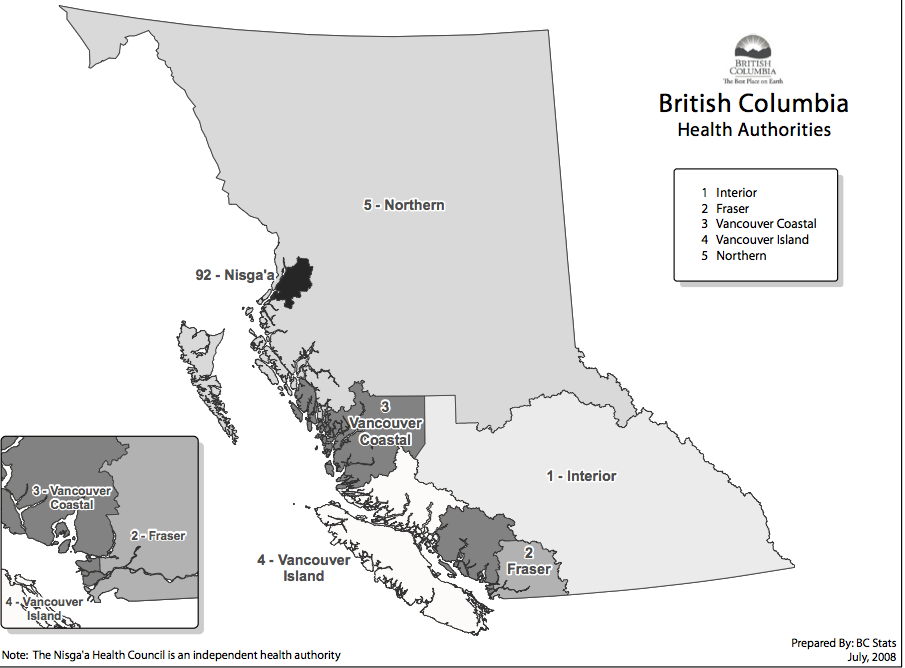 BRITISH
COLUMBIA
The Best Place on Earth
British Columbia
Health Authorities
1 Interior
2 Fraser
3 Vancouver Coastal
4 Vancouver Island
5 Northern
5 - Northern
92 - Nisga'a
3
Vancouver
Coastal
1 - Interior
2
Fraser
4 - Vancouver
Island
3 - Vancouver
Coastal
2 - Fraser
4 - Vancouver
Island
Note: The Nisga'a Health Council is an independent health authority
Prepared By: BC Stats
July, 2008